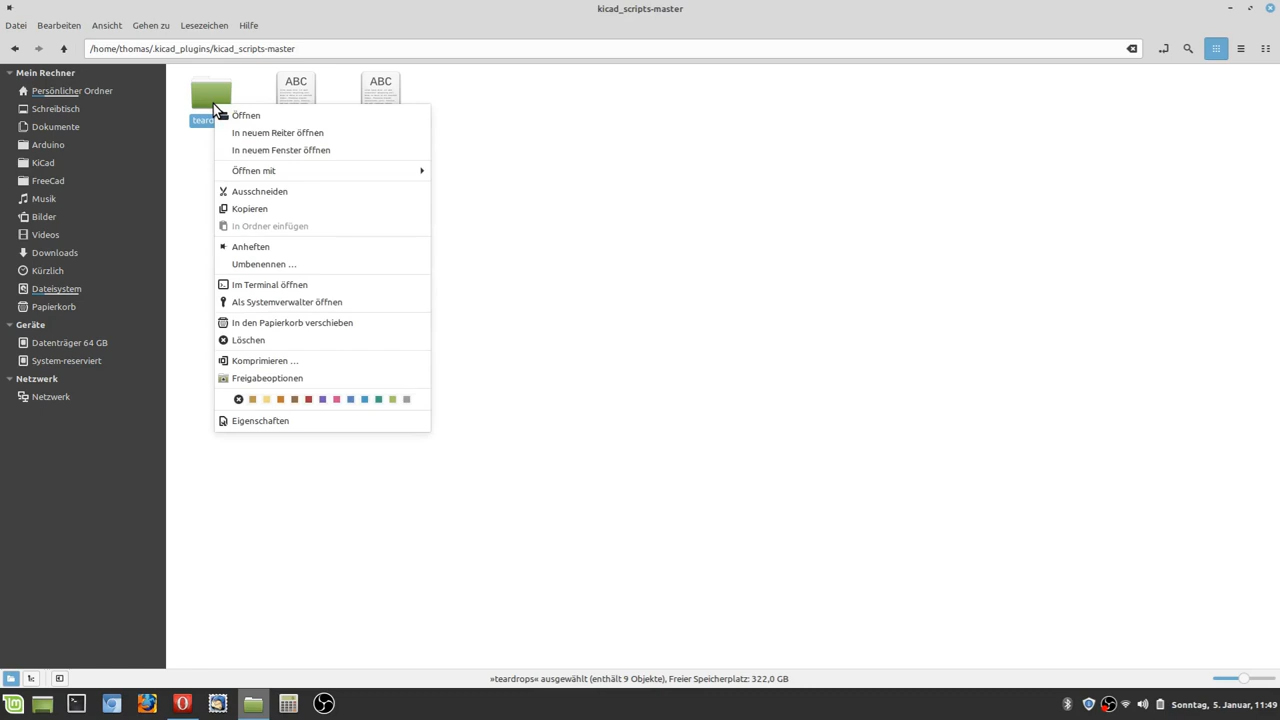 kicad_scripts-master
Datei Bearbeiten Ansicht Gehen zu Lesezeichen Hilfe
/home/thomas/.kicad_plugins/kicad_scripts-master
Mein Rechner
Persönlicher Ordner
Schreibtisch
Dokumente
Arduino
KiCad
FreeCad
Musik
Bilder
Videos
Downloads
Kürzlich
Dateisystem
Papierkorb
Geräte
Datenträger 64 GB
System-reserviert
Netzwerk
Netzwerk
ABC
ABC
Öffnen
In neuem Reiter öffnen
In neuem Fenster öffnen
Öffnen mit
Ausschneiden
Kopieren
In Ordner einfügen
Anheften
Umbenennen …
Im Terminal öffnen
Als Systemverwalter öffnen
In den Papierkorb verschieben
Löschen
Komprimieren …
Freigabeoptionen
Eigenschaften
»teardrops« ausgewählt (enthält 9 Objekte), Freier Speicherplatz: 322,0 GB
Sonntag, 5. Januar, 11:49